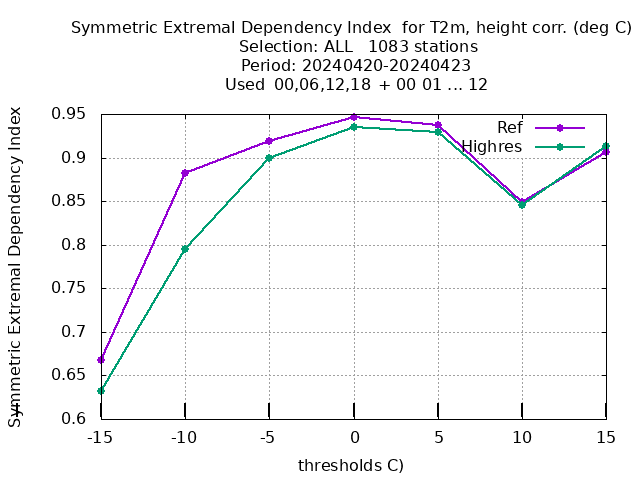 Symmetric Extremal Dependency Index  for T2m, height corr. (deg C)
Selection: ALL   1083 stations
Period: 20240420-20240423
Used  00,06,12,18 + 00 01 ... 12
Symmetric Extremal Dependency Index
0.95
0.9
0.85
0.8
0.75
0.7
0.65
0.6
Ref
Highres
-15
-10
-5
0
5
10
15
thresholds C)